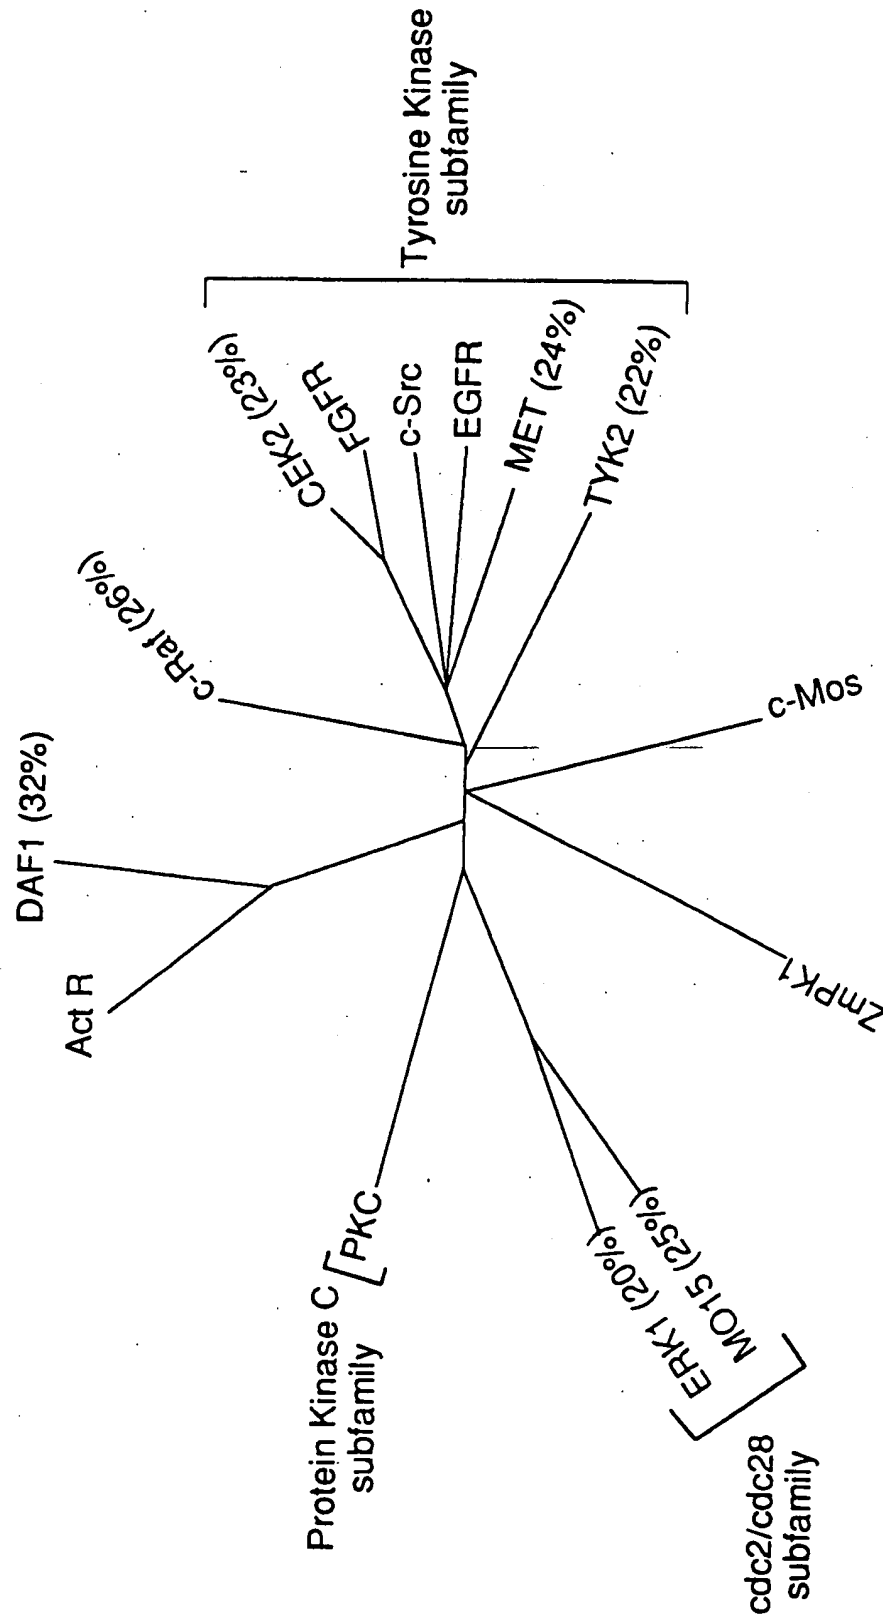 DAF1 (32%)
Act R
c-Raf (26%)
CEK2 (23%)
FGFR
c-Src
EGFR
MET (24%)
TYK2 (22%)
Tyrosine Kinase
subfamily
c-Mos
ZmPK1
Protein Kinase C
subfamily
PKC
ERK1 (20%)
MO15 (25%)
cdc2/cdc28
subfamily